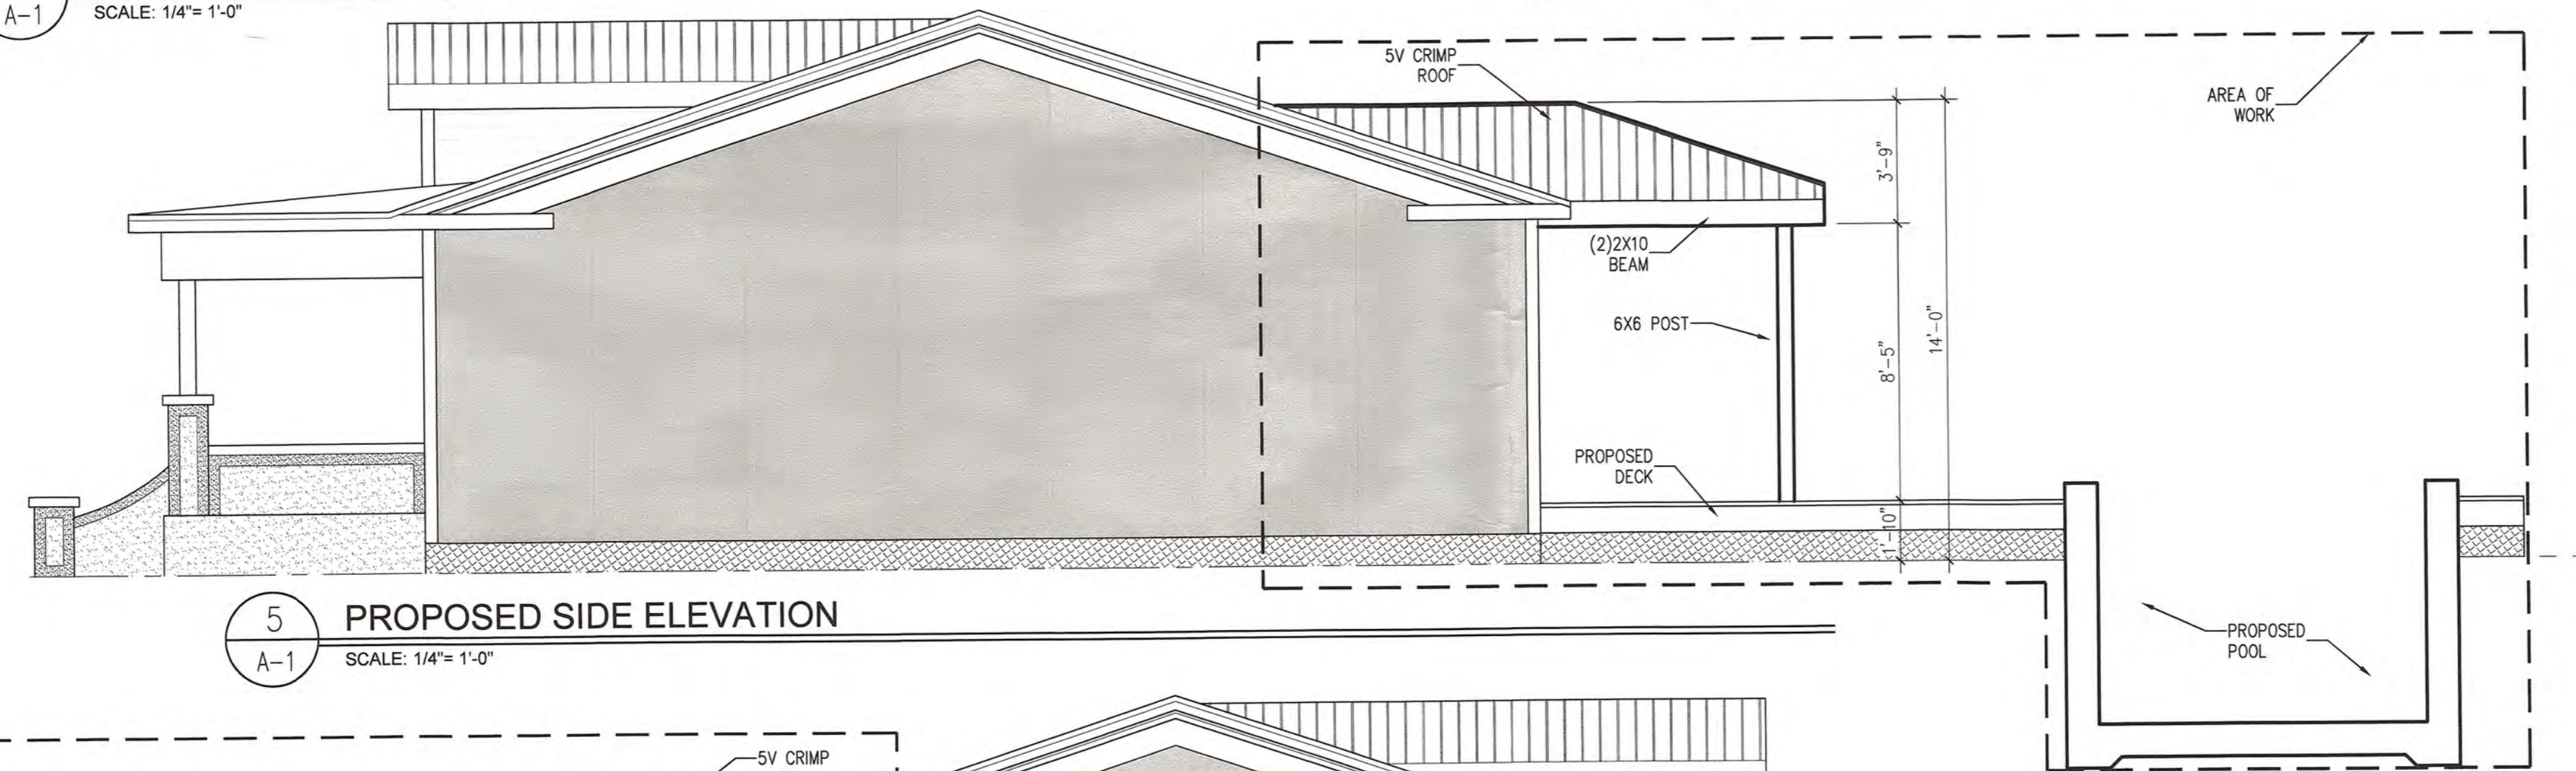 A-1
SCALE: 1/4"= 1'-0"
5V CRIMP
ROOF
AREA OF
WORK
3'-9"
(2)2X10
BEAM
6X6 POST
8'-5"
14'-0"
PROPOSED
DECK
1'-10"
5
A-1
PROPOSED SIDE ELEVATION
SCALE: 1/4"= 1'-0"
PROPOSED
POOL
5V CRIMP